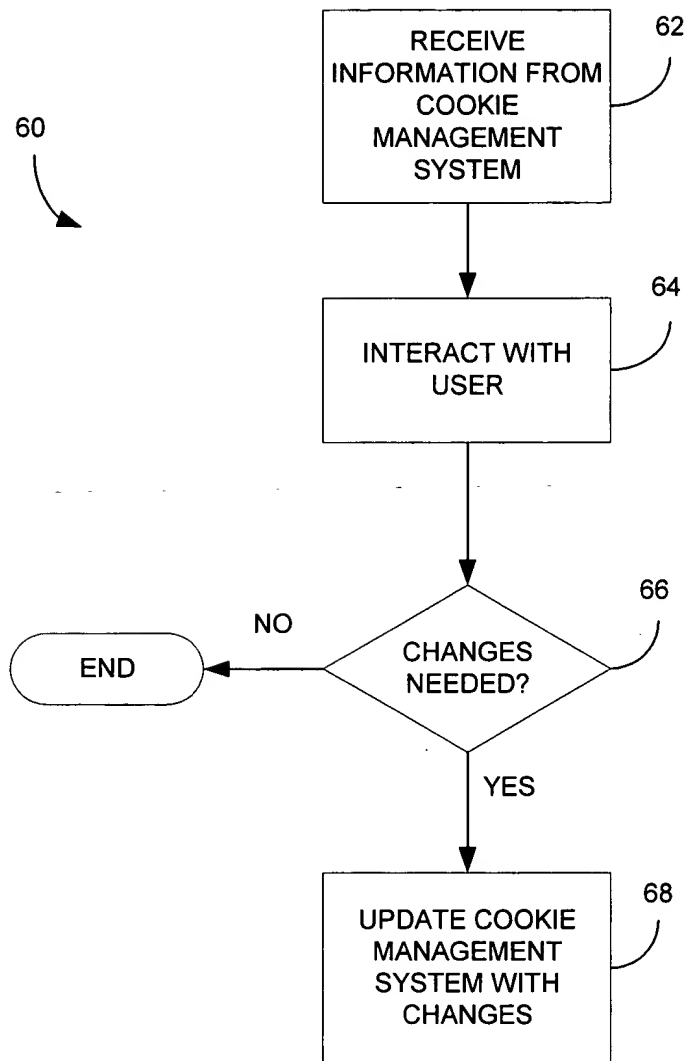 62
RECEIVE
INFORMATION FROM
COOKIE
MANAGEMENT
SYSTEM
60
64
INTERACT WITH
USER
66
NO
END
CHANGES
NEEDED?
YES
68
UPDATE COOKIE
MANAGEMENT
SYSTEM WITH
CHANGES